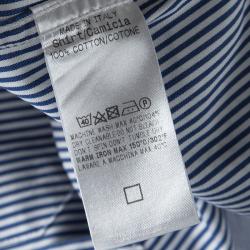 MADE IN ITALY
Shirt/Camicia
100% COTTON/COTONE
40
MACHINE WASH MAX 40°C/104°F
DRY CLEANABLE DO NOT BLEACH
DON'T SPIN DON'T TUMBLE DRY
WARM IRON MAX 150°C/302°F
LAVARE A MACCHINA MAX 40°C